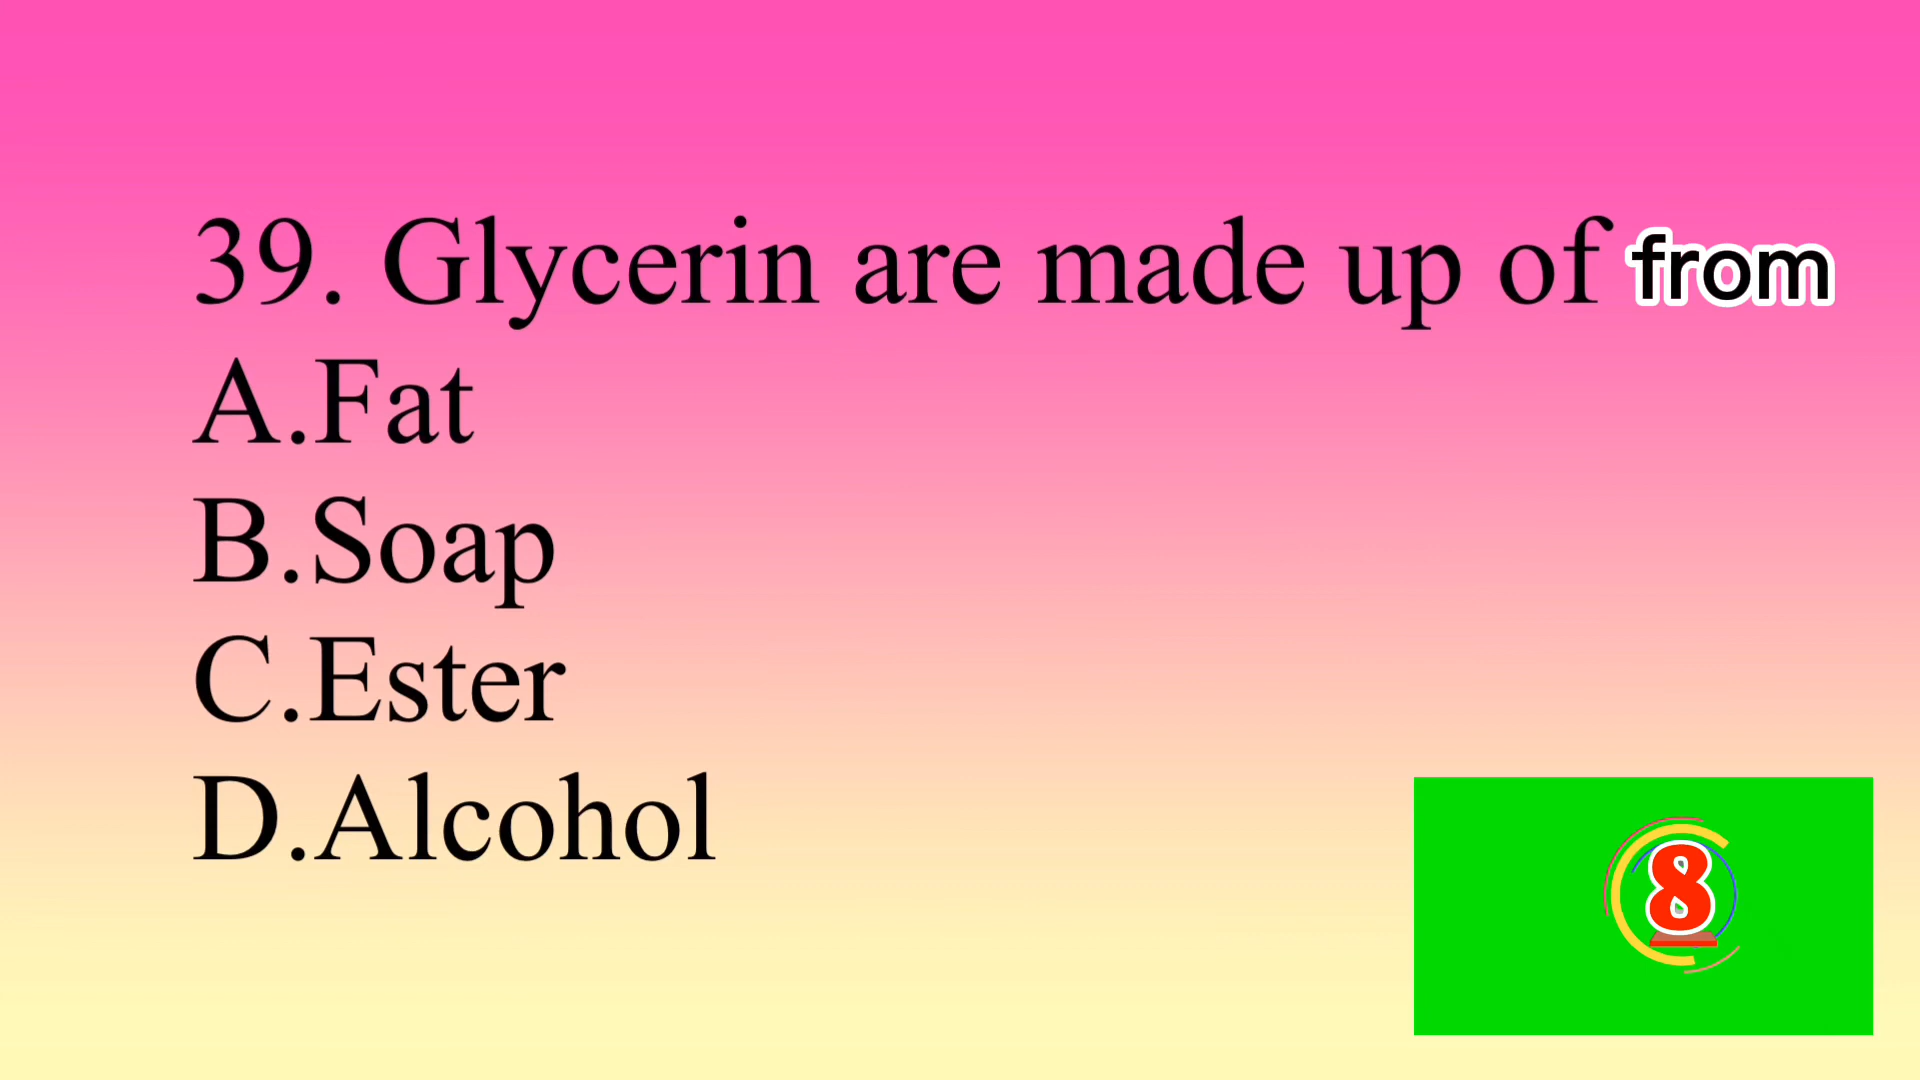 39. Glycerin are made up of from
A.Fat
B.Soap
C.Ester
D.Alcohol
8